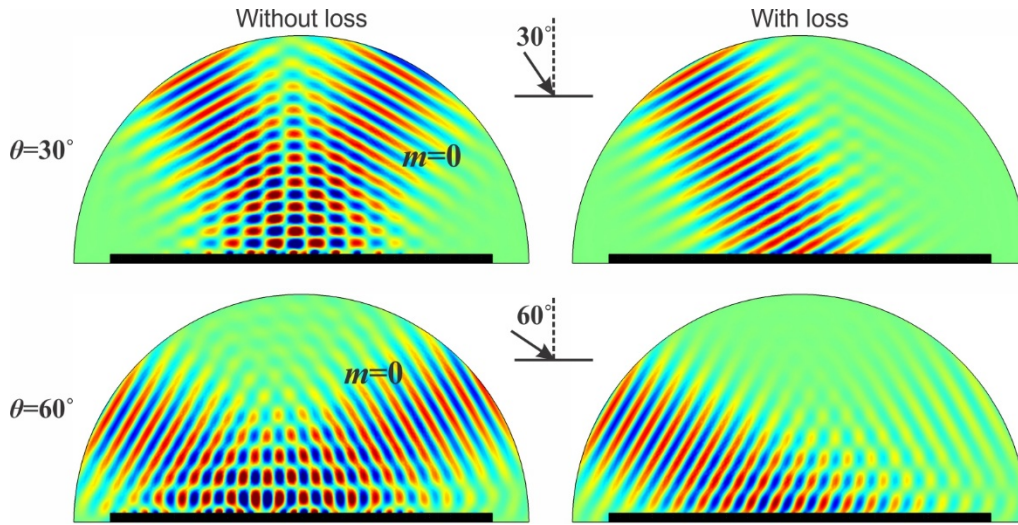 Without loss
With loss
30°
θ=30°
m=0
60°
θ=60°
m=0